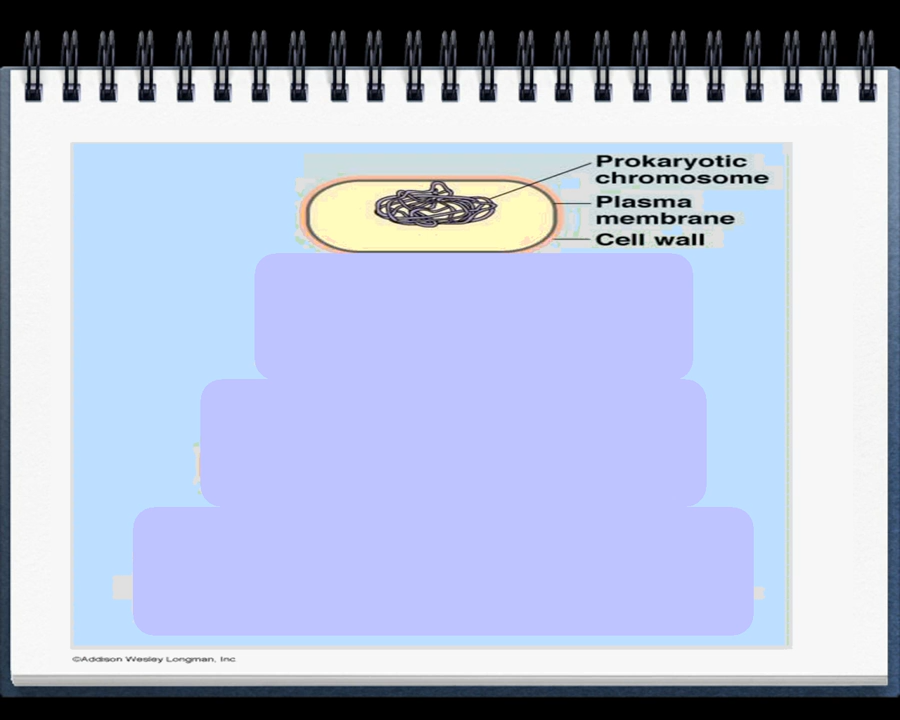 Prokaryotic
chromosome
Plasma
membrane
Cell wall
©Addison Wesley Longman, Inc